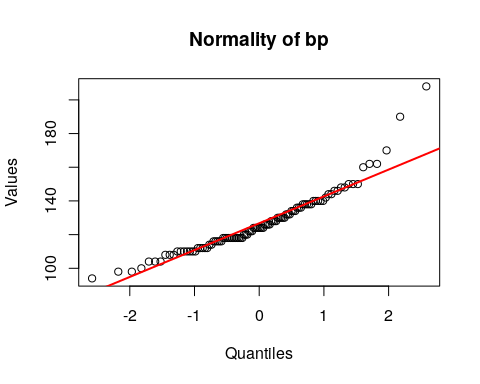 Normality of bp
Values
180
140
100
-2 -1 0 1 2
Quantiles